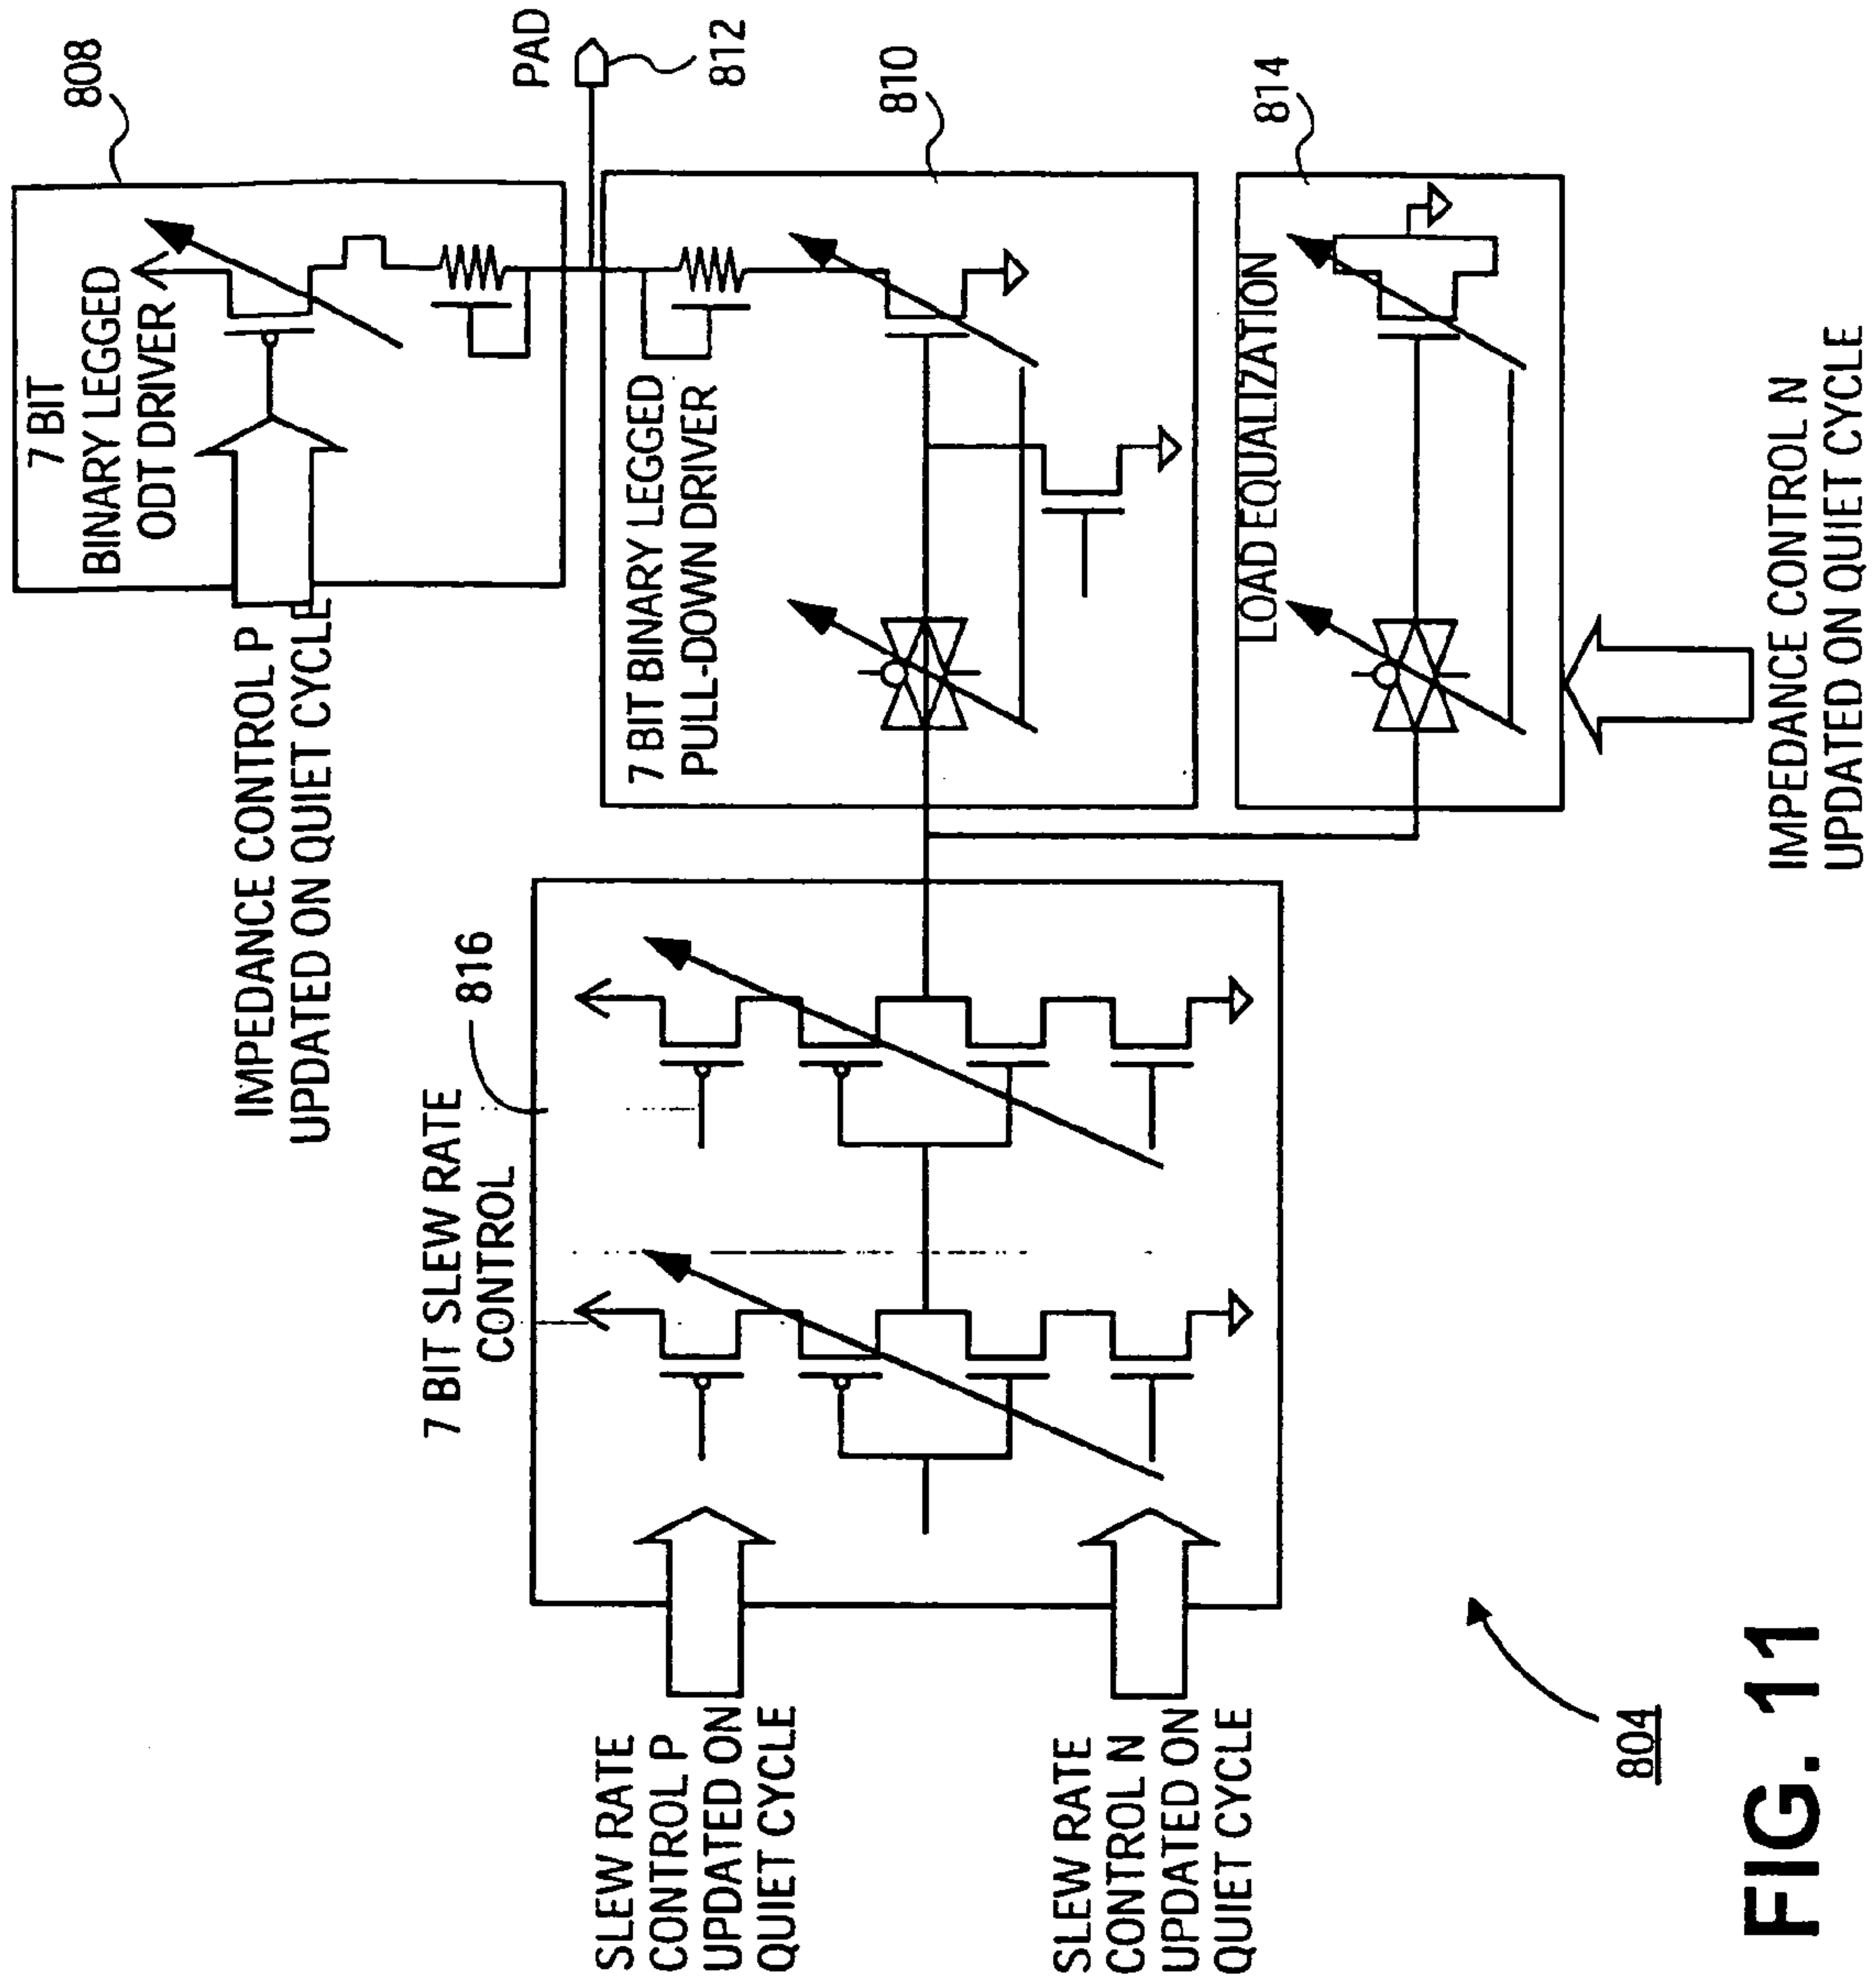 808
7 BIT
BINARY LEGGED
ODT DRIVER
IMPEDANCE CONTROL P
UPDATED ON QUIET CYCLE
PAD
812
7 BIT BINARY LEGGED
PULL-DOWN DRIVER
810
LOAD EQUALIZATION
814
IMPEDANCE CONTROL N
UPDATED ON QUIET CYCLE
7 BIT SLEW RATE
CONTROL
816
SLEW RATE
CONTROL P
UPDATED ON
QUIET CYCLE
SLEW RATE
CONTROL N
UPDATED ON
QUIET CYCLE
804
FIG. 11